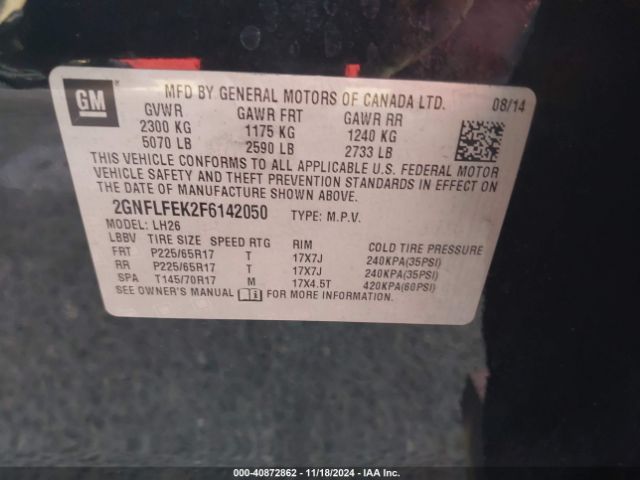 GM
MFD BY GENERAL MOTORS OF CANADA LTD. 08/14
GVWR GAWR FRT GAWR RR
2300 KG 1175 KG 1240 KG
5070 LB 2590 LB 2733 LB
THIS VEHICLE CONFORMS TO ALL APPLICABLE U.S. FEDERAL MOTOR
VEHICLE SAFETY AND THEFT PREVENTION STANDARDS IN EFFECT ON
THE DATE OF MANUFACTURE SHOWN ABOVE.
2GNFLFEK2F6142050 TYPE: M.P.V.
MODEL: LH26
LBBV TIRE SIZE SPEED RTG RIM COLD TIRE PRESSURE
FRT P225/65R17 T 17X7J 240KPA(35PSI)
RR P225/65R17 T 17X7J 240KPA(35PSI)
SPA T145/70R17 M 17X4.5T 420KPA(60PSI)
SEE OWNER'S MANUAL FOR MORE INFORMATION.
www.iaai.com - 40872862 - 11/18/2024 - IAA Inc.